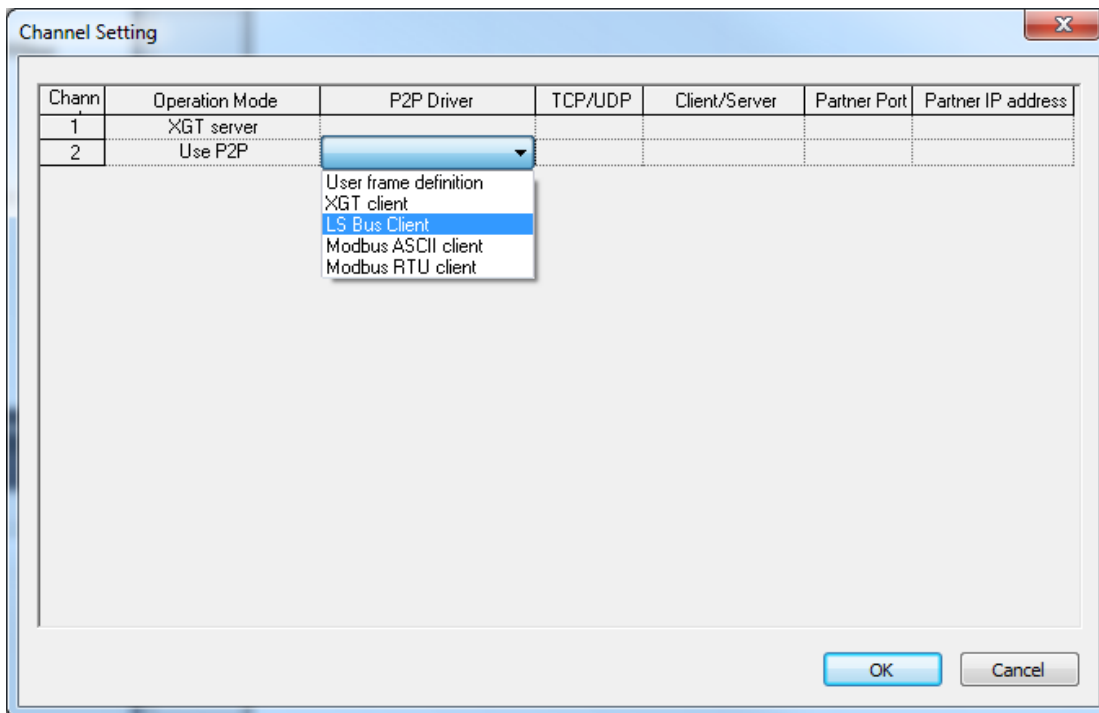 Channel Setting
Chann Operation Mode P2P Driver TCP/UDP Client/Server Partner Port Partner IP address
1 XGT server
2 Use P2P
User frame definition
XGT client
LS Bus Client
Modbus ASCII client
Modbus RTU client
OK Cancel